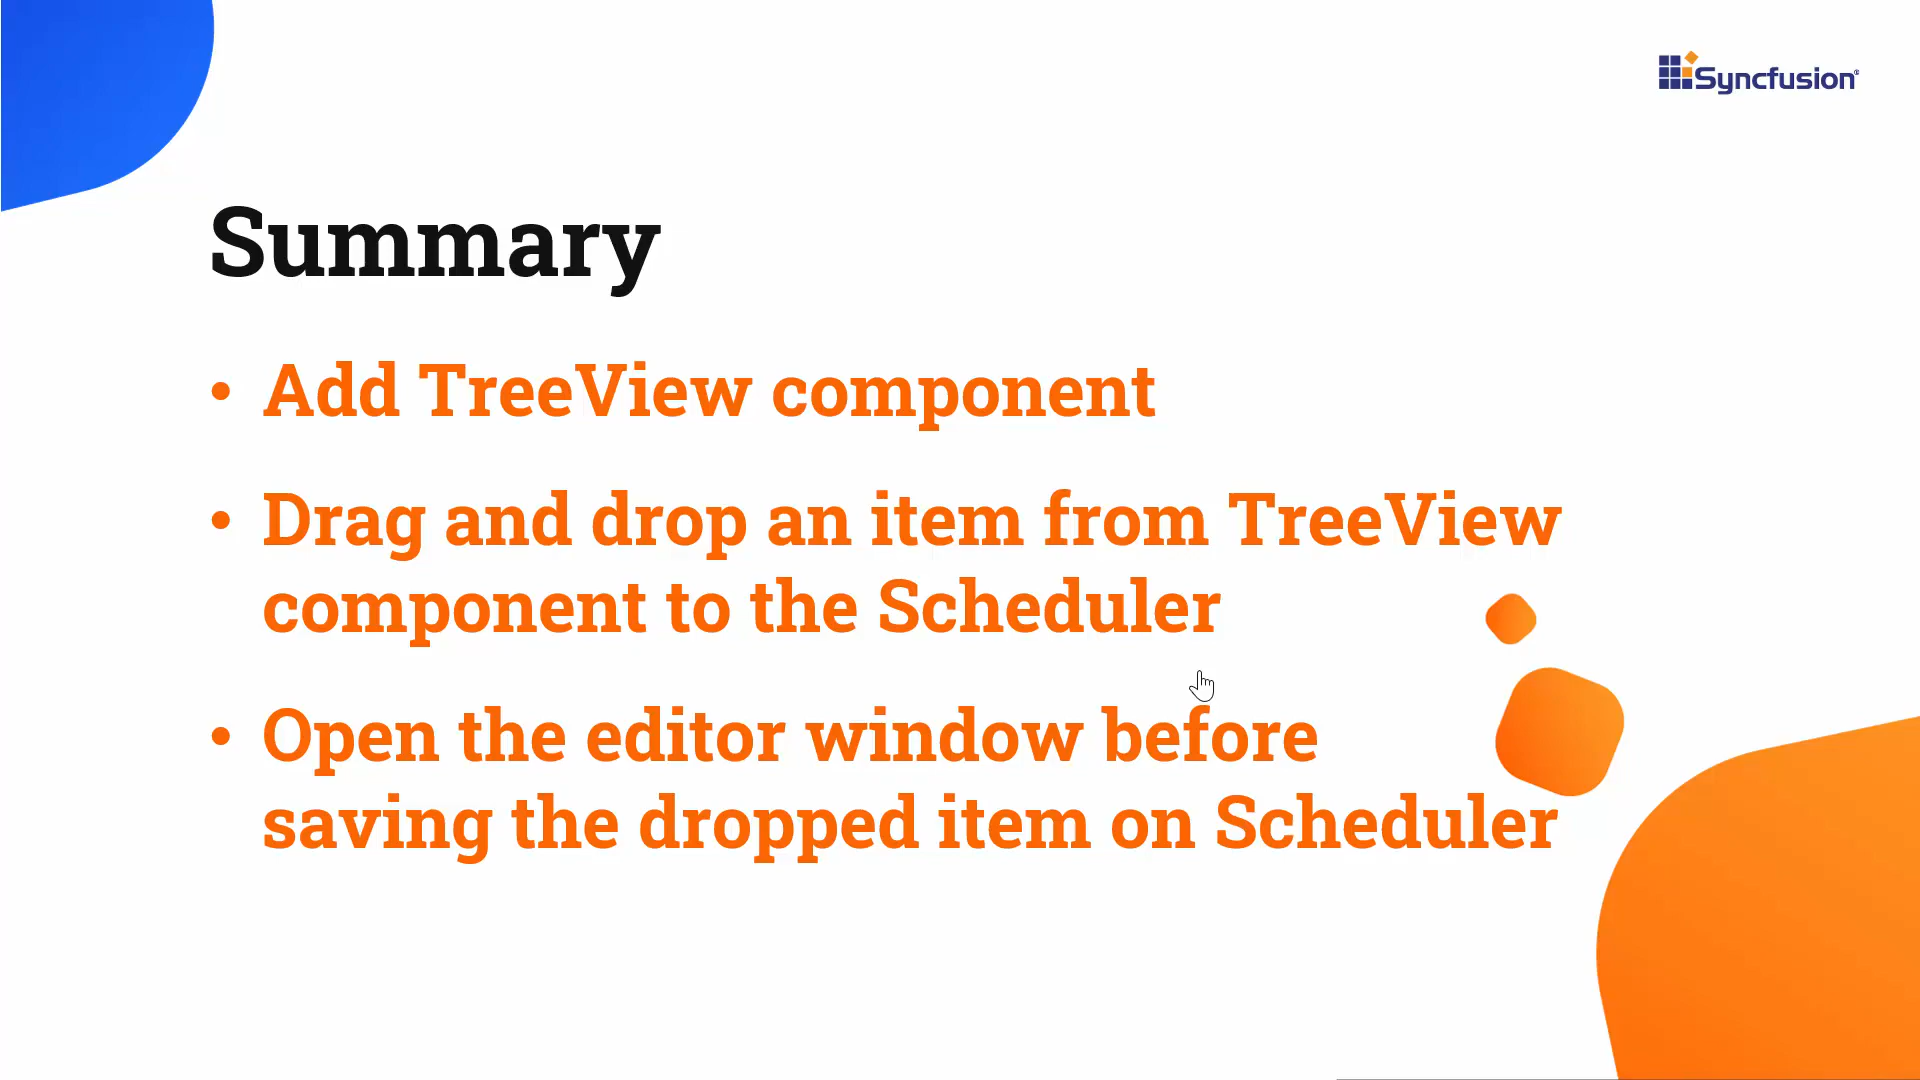 Syncfusion®
Summary
• Add TreeView component
• Drag and drop an item from TreeView
component to the Scheduler
• Open the editor window before
saving the dropped item on Scheduler